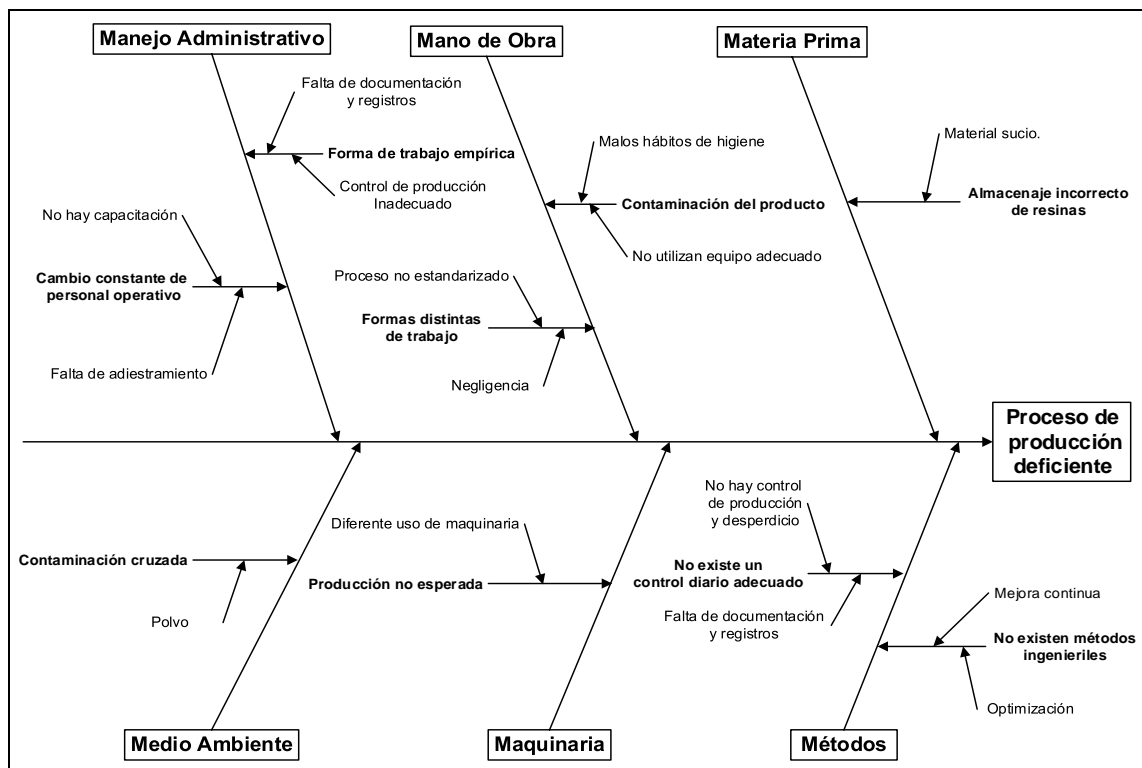 Manejo Administrativo
Mano de Obra
Materia Prima
Falta de documentación
y registros
Forma de trabajo empírica
Control de producción
Inadecuado
No hay capacitación
Cambio constante de
personal operativo
Falta de adiestramiento
Malos hábitos de higiene
Contaminación del producto
No utilizan equipo adecuado
Proceso no estandarizado
Formas distintas
de trabajo
Negligencia
Material sucio.
Almacenaje incorrecto
de resinas
Proceso de
producción
deficiente
Contaminación cruzada
Polvo
Diferente uso de maquinaria
Producción no esperada
No hay control
de producción
y desperdicio
No existe un
control diario adecuado
Falta de documentación
y registros
Mejora continua
No existen métodos
ingenieriles
Optimización
Medio Ambiente
Maquinaria
Métodos